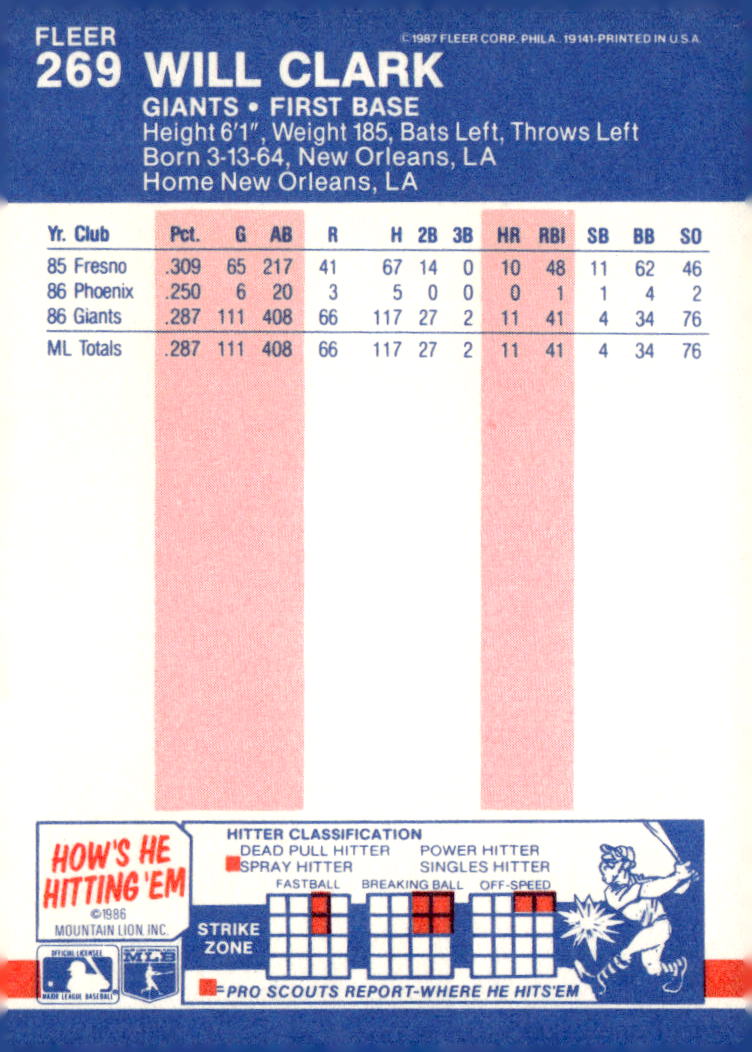 FLEER
©1987 FLEER CORP. PHILA. 19141-PRINTED IN U.S.A.
269 WILL CLARK
GIANTS • FIRST BASE
Height 6'1", Weight 185, Bats Left, Throws Left
Born 3-13-64, New Orleans, LA
Home New Orleans, LA
Yr. Club Pct. G AB R H 2B 3B HR RBI SB BB SO
85 Fresno .309 65 217 41 67 14 0 10 48 11 62 46
86 Phoenix .250 6 20 3 5 0 0 0 1 1 4 2
86 Giants .287 111 408 66 117 27 2 11 41 4 34 76
ML Totals .287 111 408 66 117 27 2 11 41 4 34 76
HOW'S HE
HITTING 'EM
©1986
MOUNTAIN LION, INC.
HITTER CLASSIFICATION
DEAD PULL HITTER POWER HITTER
SPRAY HITTER SINGLES HITTER
FASTBALL BREAKING BALL OFF-SPEED
STRIKE
ZONE
=PRO SCOUTS REPORT-WHERE HE HITS'EM
OFFICIAL LICENSEE
MAJOR LEAGUE BASEBALL
MLB